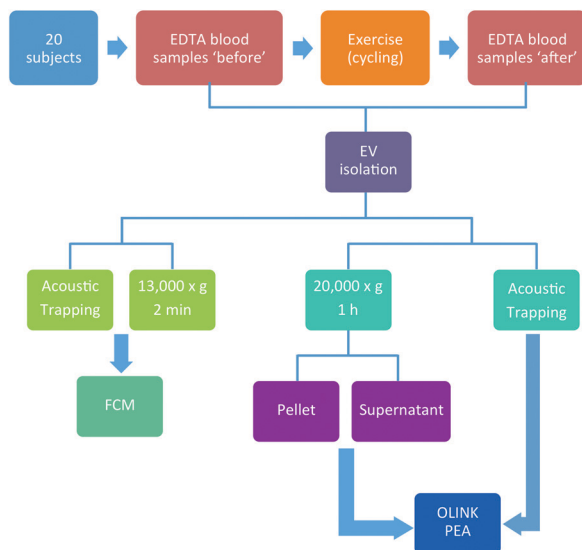 20
subjects
EDTA blood
samples ‘before’
Exercise
(cycling)
EDTA blood
samples ‘after’
EV
isolation
Acoustic
Trapping
13,000 x g
2 min
20,000 x g
1 h
Acoustic
Trapping
FCM
Pellet
Supernatant
OLINK
PEA